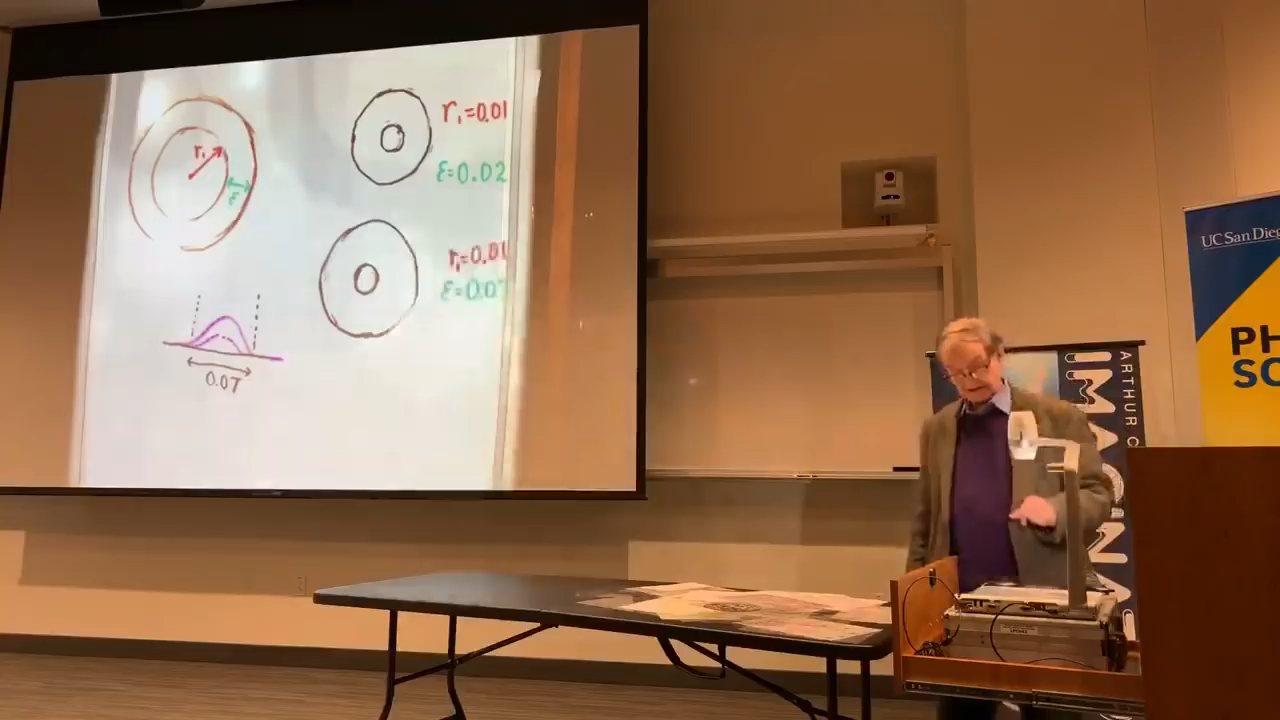 r₁
ε
r₁=0.01
ε=0.02
r₁=0.01
0.07
UC San Dieg
PH
SC
ARTHUR C
IMAGINA